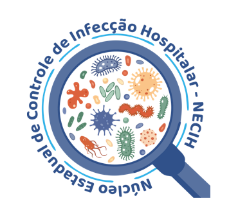 Núcleo Estadual de Controle de Infecção Hospitalar - NECIH